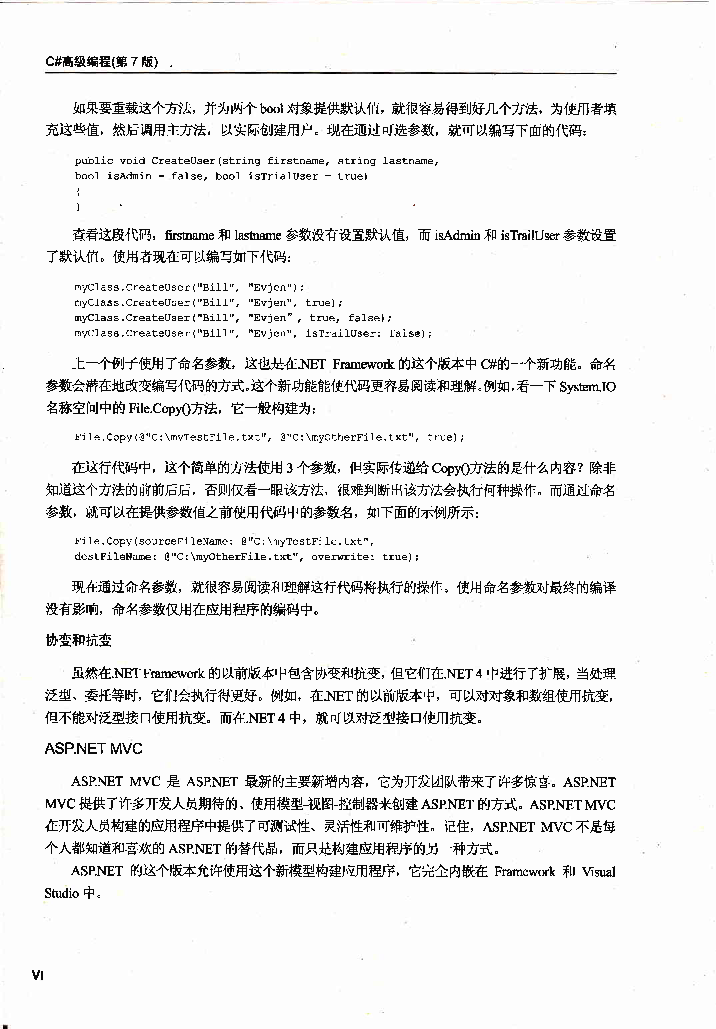 C#高级编程(第 7 版)
如果要重载这个方法，并为两个 bool 对象提供默认值，就很容易得到好几个方法，为使用者填
充这些值，然后调用主方法，以实际创建用户。现在通过可选参数，就可以编写下面的代码：
public void CreateUser(string firstname, string lastname,
bool isAdmin = false, bool isTrialUser = true)
{
}
查看这段代码，firstname 和 lastname 参数没有设置默认值，而 isAdmin 和 isTrailUser 参数设置
了默认值。使用者现在可以编写如下代码：
myClass.CreateUser("Bill", "Evjen");
myClass.CreateUser("Bill", "Evjen", true);
myClass.CreateUser("Bill", "Evjen", true, false);
myClass.CreateUser("Bill", "Evjen", isTrailUser: false);
上一个例子使用了命名参数，这也是在.NET Framework 的这个版本中 C#的一个新功能。命名
参数会潜在地改变编写代码的方式。这个新功能能使代码更容易阅读和理解。例如，看一下 System.IO
名称空间中的 File.Copy()方法，它一般构建为：
File.Copy(@"C:\myTestFile.txt", @"C:\myOtherFile.txt", true);
在这行代码中，这个简单的方法使用 3 个参数，但实际传递给 Copy()方法的是什么内容？除非
知道这个方法的前前后后，否则仅看一眼该方法，很难判断出该方法会执行何种操作。而通过命名
参数，就可以在提供参数值之前使用代码中的参数名，如下面的示例所示：
File.Copy(sourceFileName: @"C:\myTestFile.txt",
destFileName: @"C:\myOtherFile.txt", overwrite: true);
现在通过命名参数，就很容易阅读和理解这行代码将执行的操作。使用命名参数对最终的编译
没有影响，命名参数仅用在应用程序的编码中。
协变和抗变
虽然在.NET Framework 的以前版本中包含协变和抗变，但它们在.NET 4 中进行了扩展，当处理
泛型、委托等时，它们会执行得更好。例如，在.NET 的以前版本中，可以对对象和数组使用抗变，
但不能对泛型接口使用抗变。而在.NET 4 中，就可以对泛型接口使用抗变。
ASP.NET MVC
ASP.NET MVC 是 ASP.NET 最新的主要新增内容，它为开发团队带来了许多惊喜。ASP.NET
MVC 提供了许多开发人员期待的、使用模型-视图-控制器来创建 ASP.NET 的方式。ASP.NET MVC
在开发人员构建的应用程序中提供了可测试性、灵活性和可维护性。记住，ASP.NET MVC 不是每
个人都知道和喜欢的 ASP.NET 的替代品，而只是构建应用程序的另一种方式。
ASP.NET 的这个版本允许使用这个新模型构建应用程序，它完全内嵌在 Framework 和 Visual
Studio 中。
VI